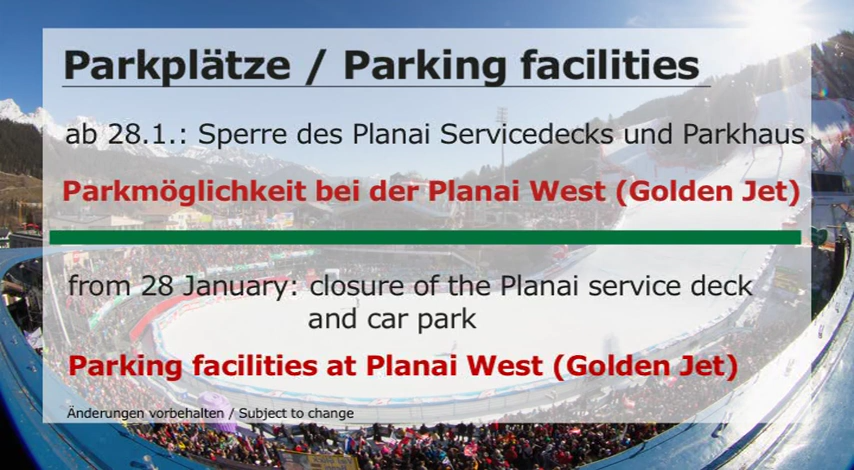 Parkplätze / Parking facilities
ab 28.1.: Sperre des Planai Servicedecks und Parkhaus
Parkmöglichkeit bei der Planai West (Golden Jet)
from 28 January: closure of the Planai service deck
and car park
Parking facilities at Planai West (Golden Jet)
Änderungen vorbehalten / Subject to change